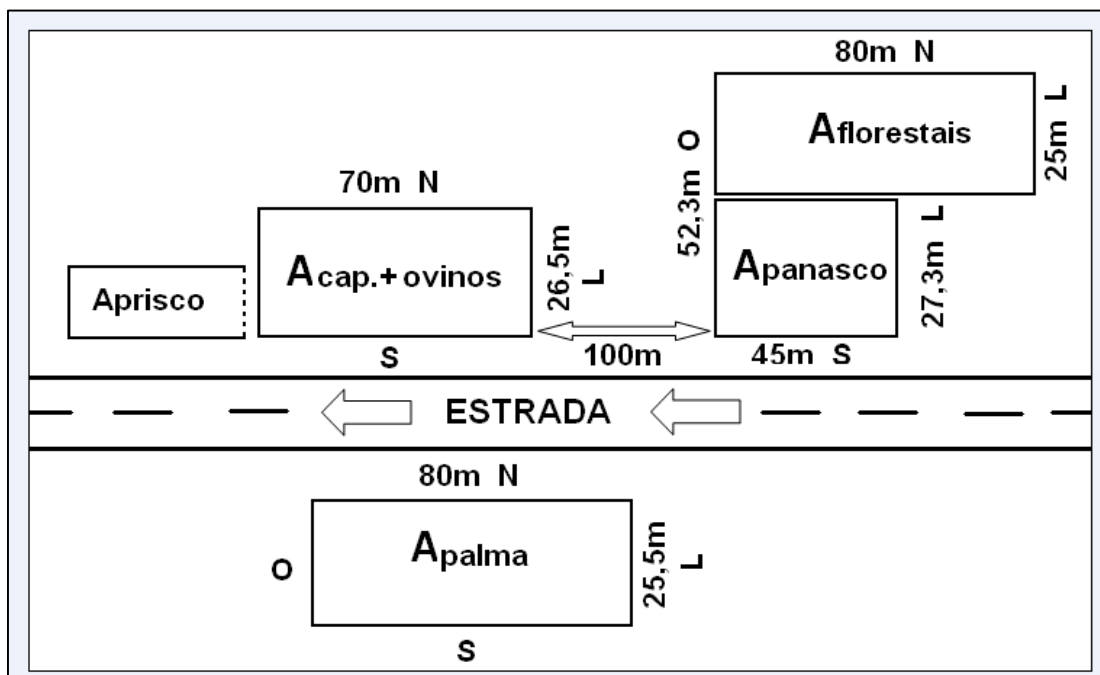 80m N
Aflorestais
25m L
52,3m O
70m N
Acap.+ ovinos
26,5m
L
Aprisco
Apanasco
27,3m L
S
100m
45m S
ESTRADA
80m N
Apalma
O
25,5m
L
S